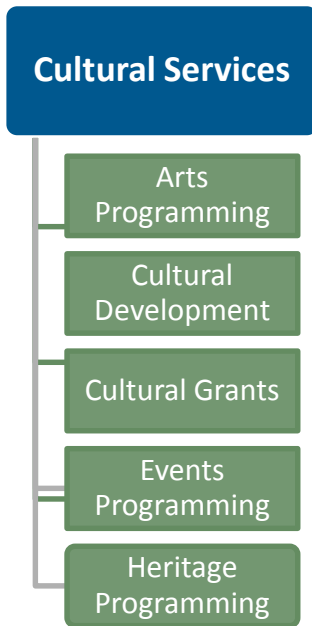 Cultural Services
Arts
Programming
Cultural
Development
Cultural Grants
Events
Programming
Heritage
Programming